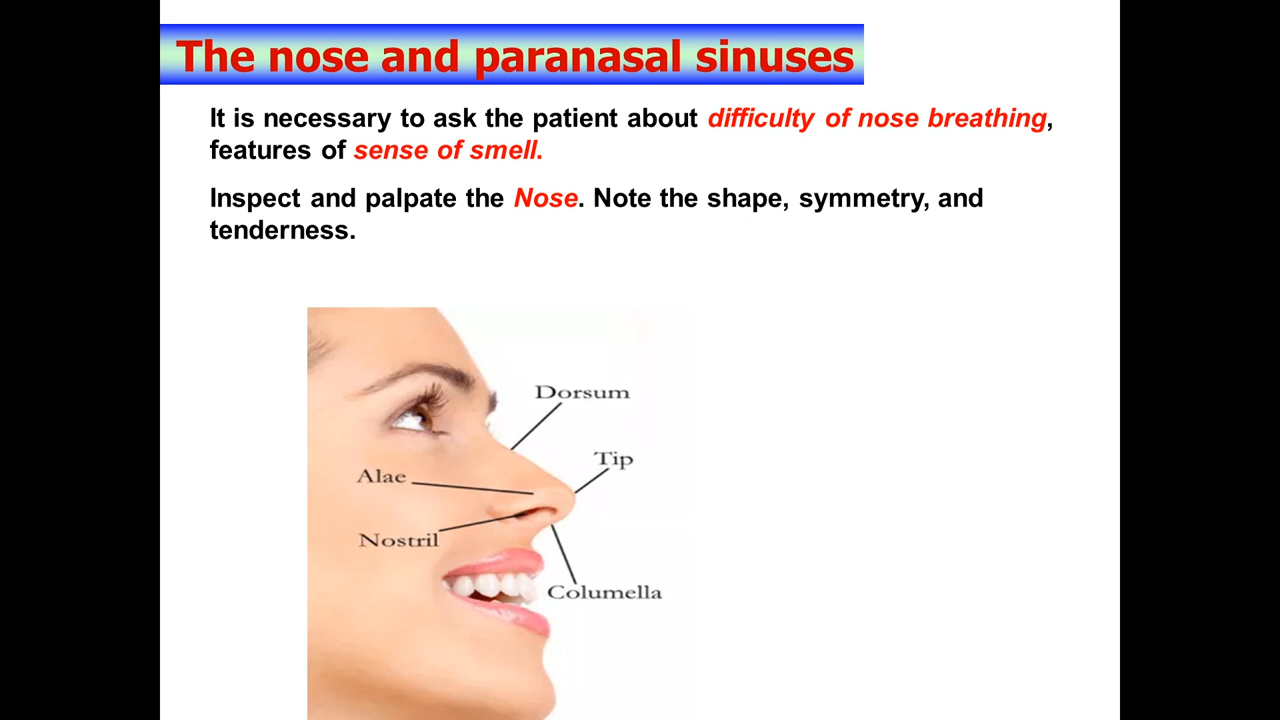 The nose and paranasal sinuses
It is necessary to ask the patient about difficulty of nose breathing,
features of sense of smell.
Inspect and palpate the Nose. Note the shape, symmetry, and
tenderness.
Dorsum
Tip
Alae
Nostril
Columella